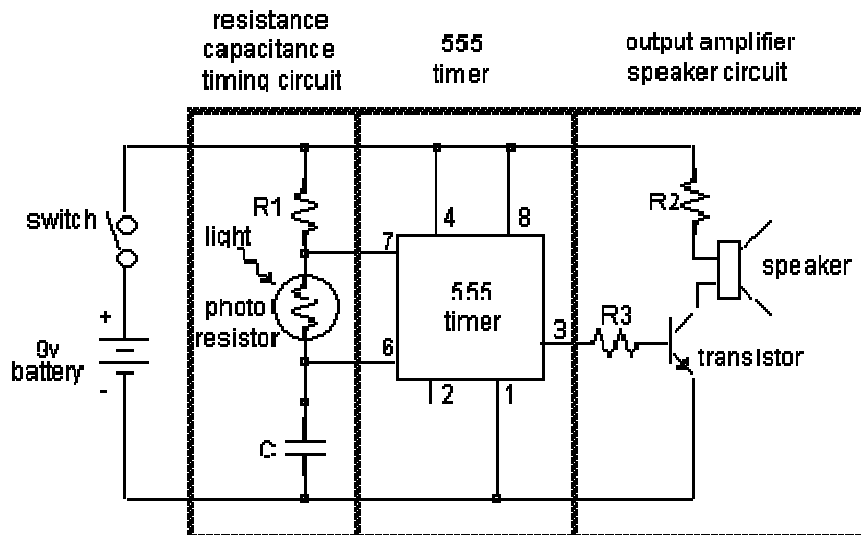 resistance
capacitance
timing circuit
555
timer
output amplifier
speaker circuit
switch
+
9v
battery
-
R1
light
photo
resistor
C
7
6
4
8
555
timer
3
2
1
R3
R2
speaker
transistor